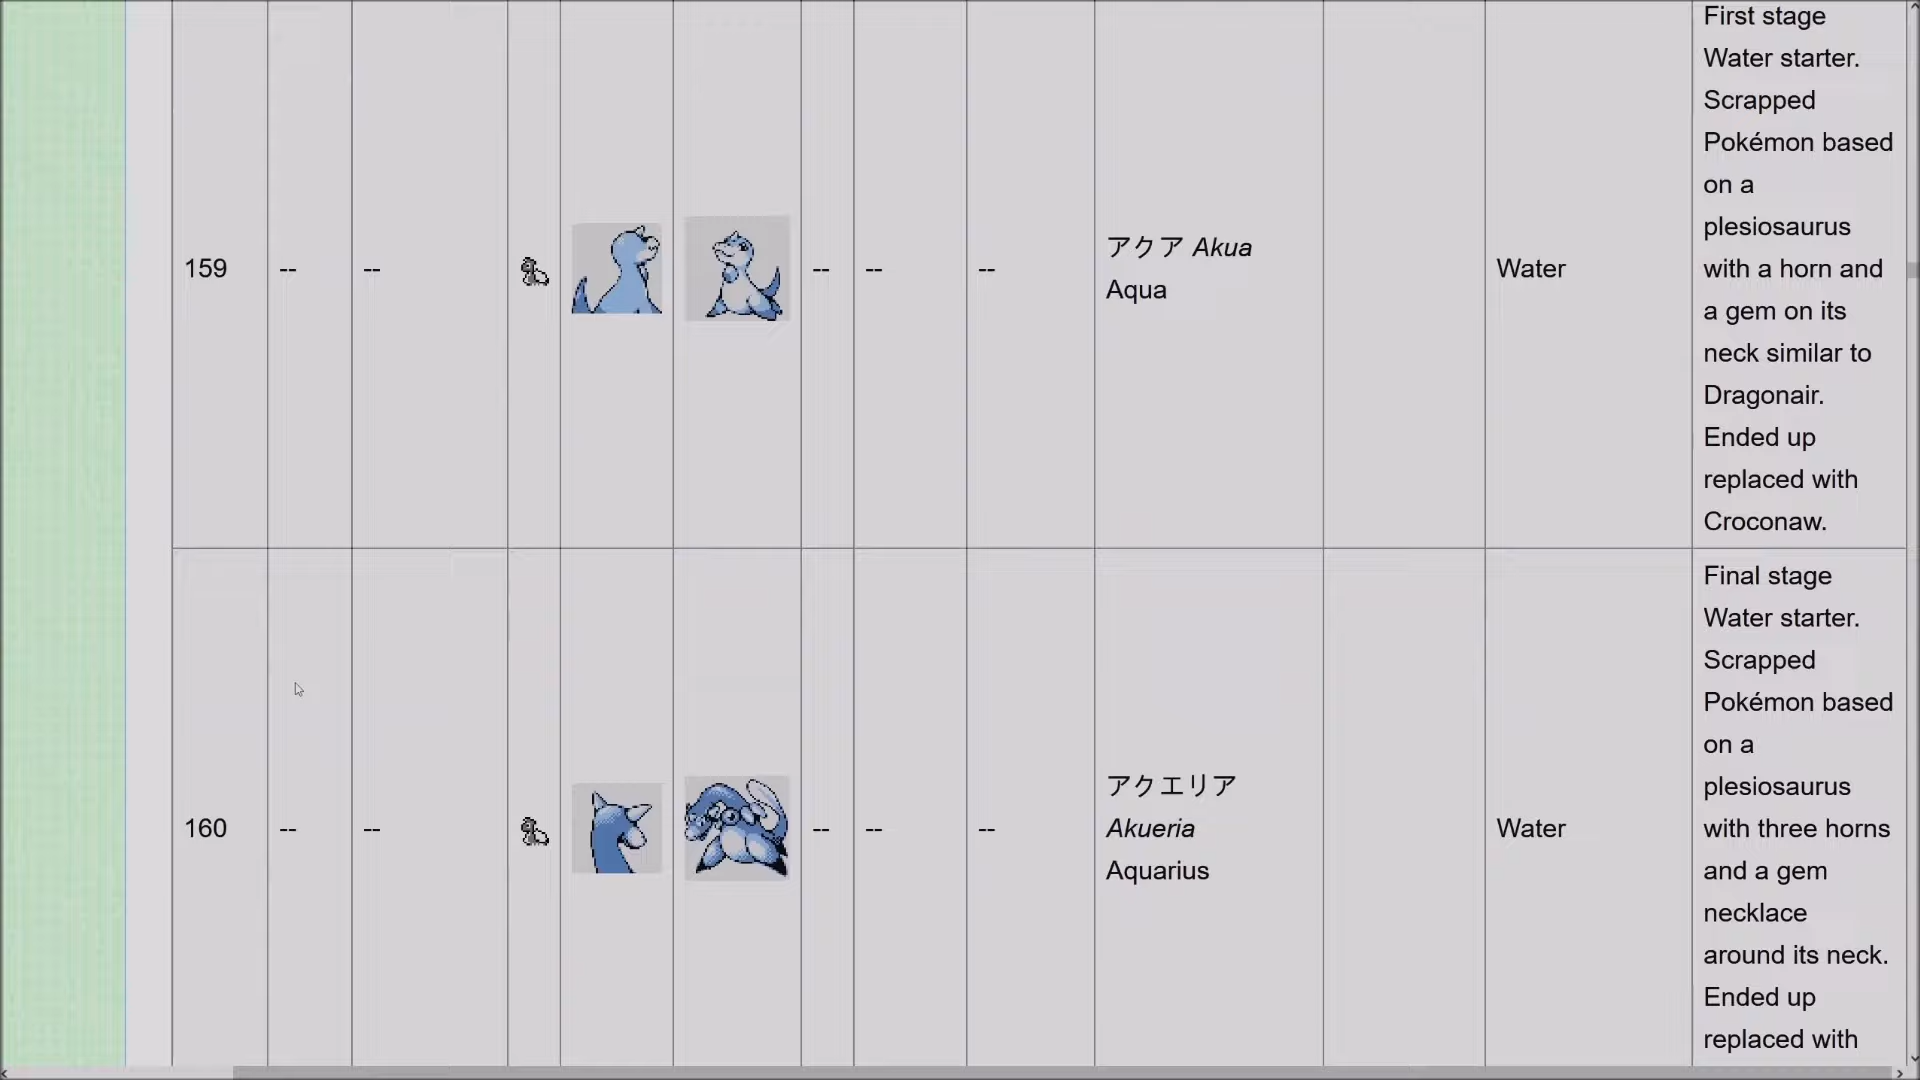 First stage
Water starter.
Scrapped
Pokémon based
on a
plesiosaurus
with a horn and
a gem on its
neck similar to
Dragonair.
Ended up
replaced with
Croconaw.
159 -- -- -- -- --
アクア Akua
Aqua
Water
Final stage
Water starter.
Scrapped
Pokémon based
on a
plesiosaurus
with three horns
and a gem
necklace
around its neck.
Ended up
replaced with
160 -- -- -- -- --
アクエリア
Akueria
Aquarius
Water